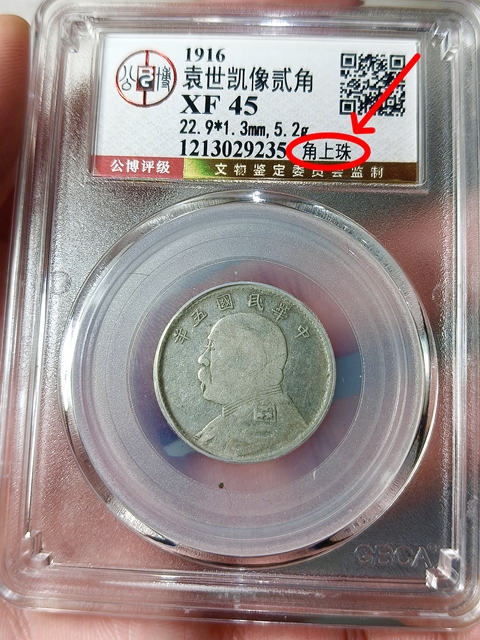 1916
袁世凯像贰角
XF 45
22.9*1.3mm,5.2g
1213029235 角上珠
公博评级 文物鉴定委员会监制
中華民國五年
GBCA